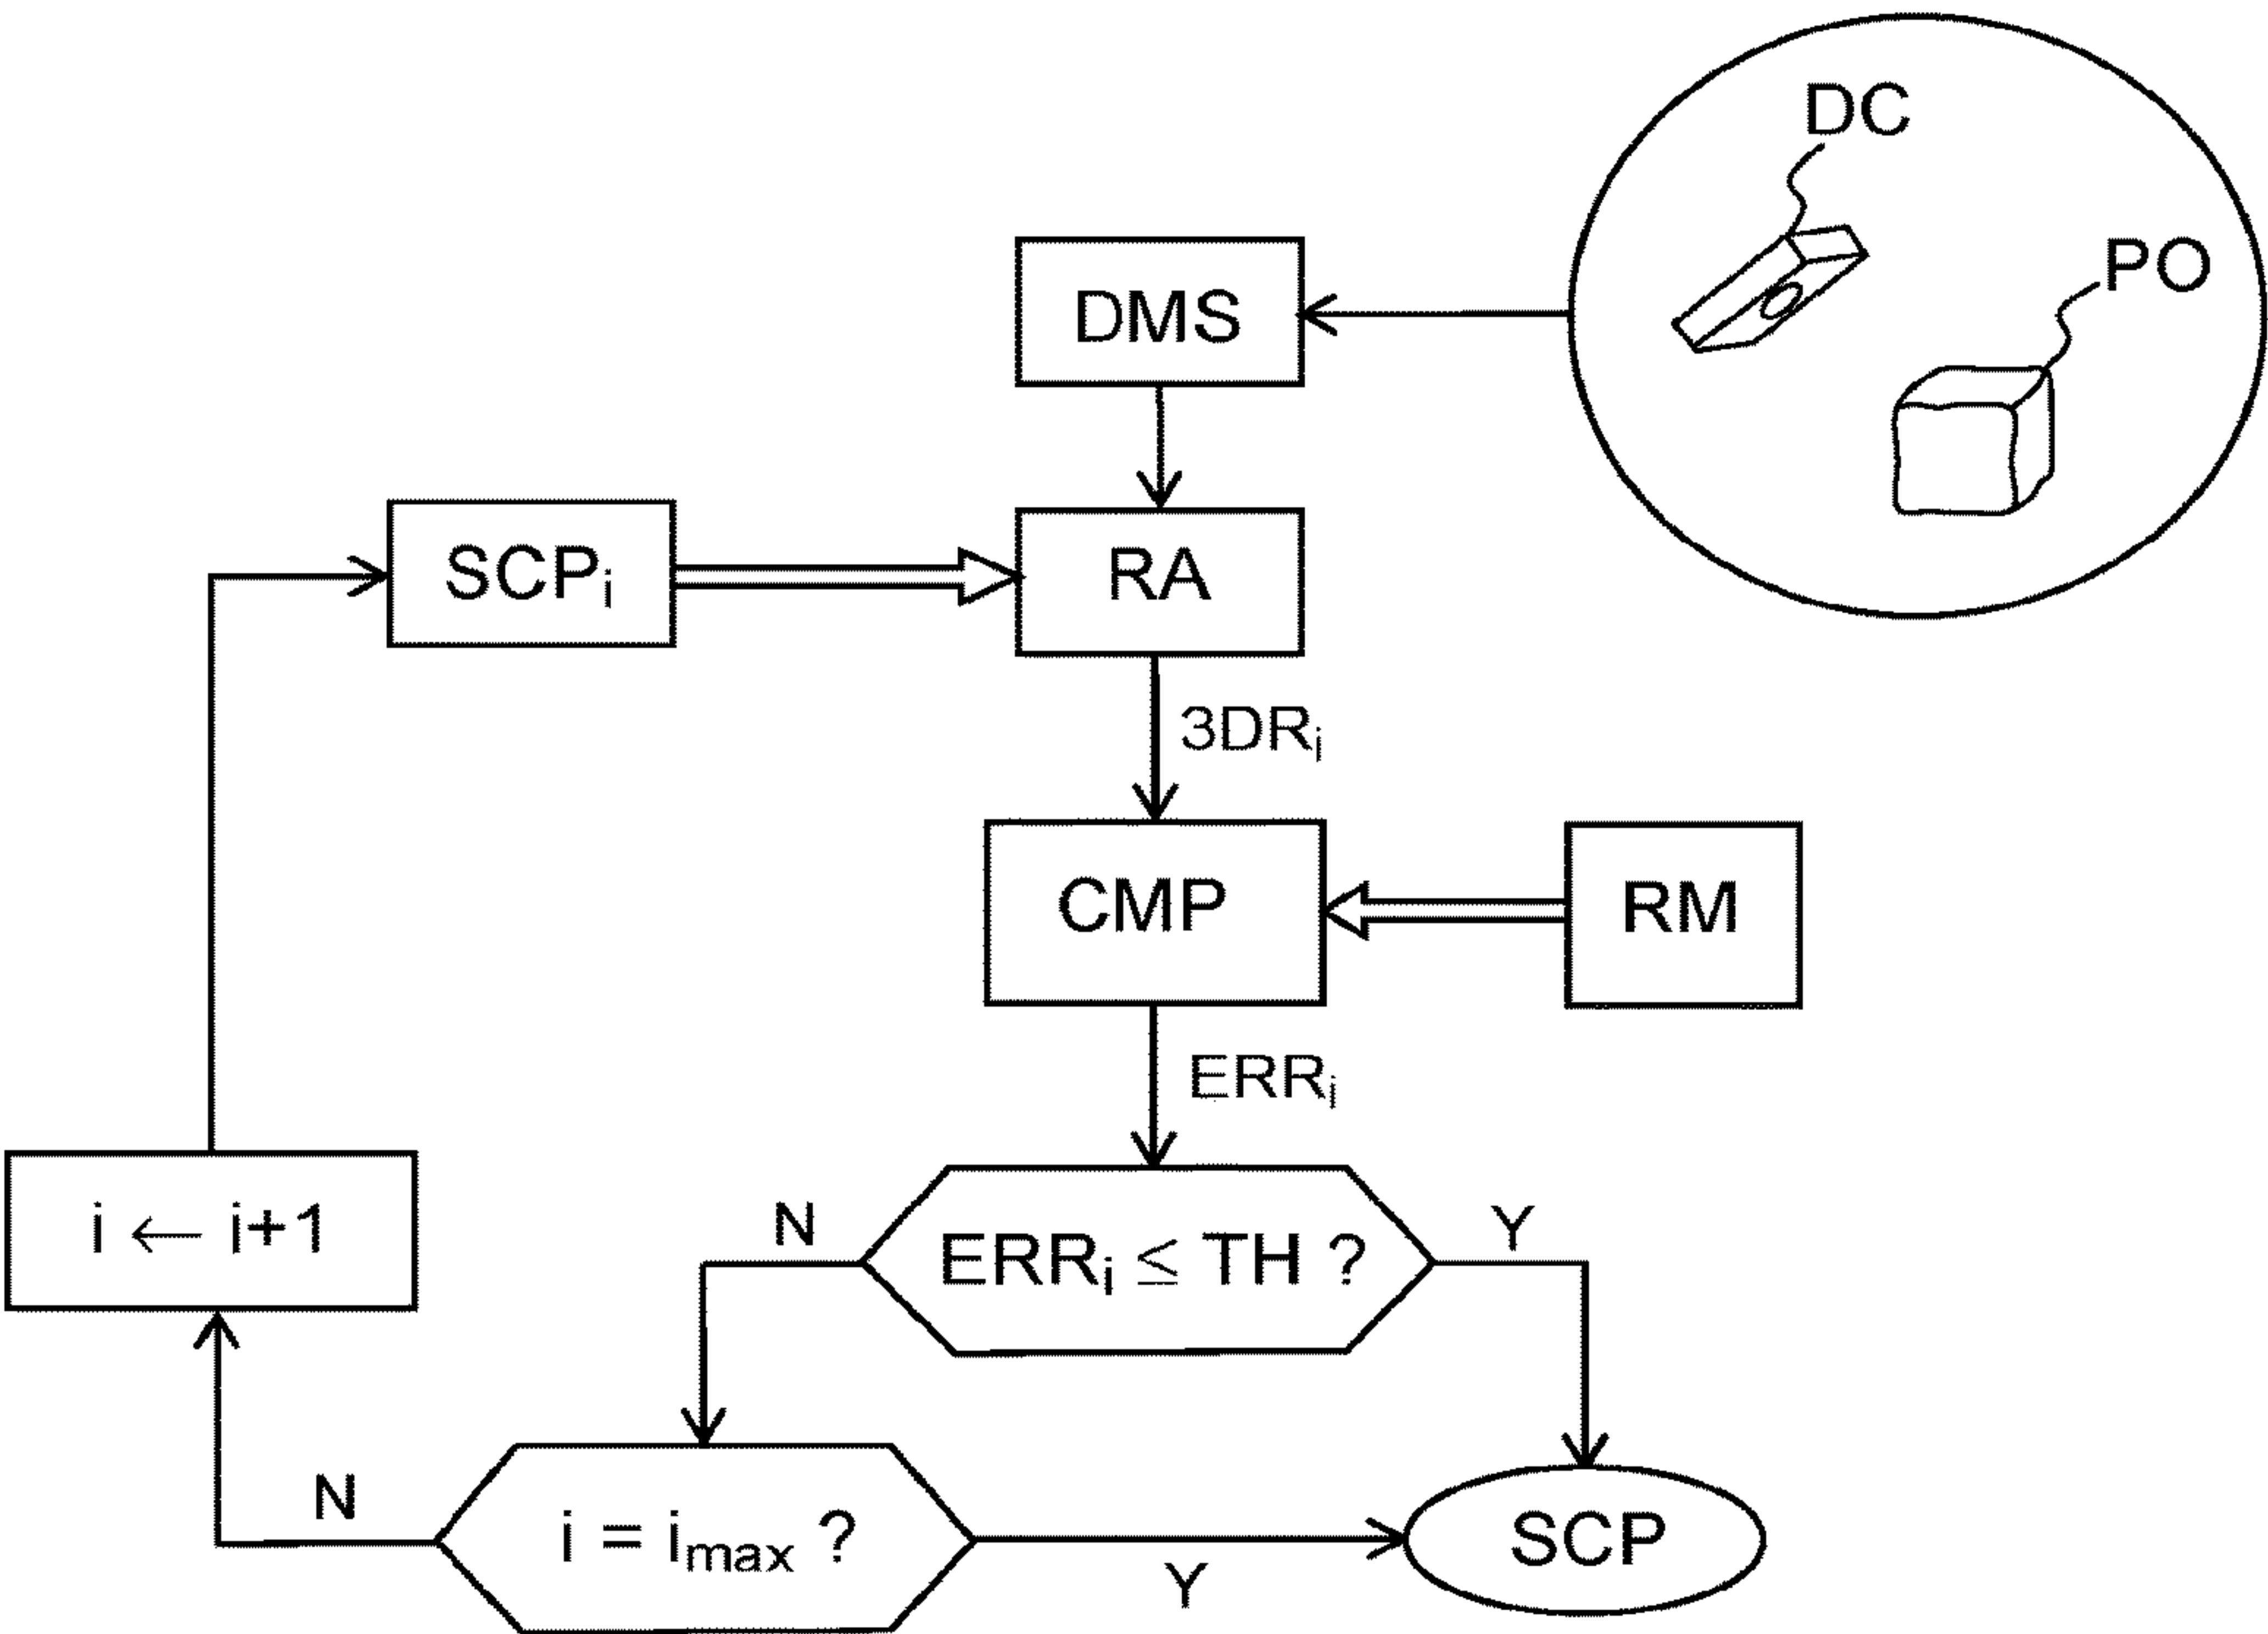 DC
PO
DMS
SCPi
RA
3DRi
CMP
RM
ERRi
i ← i+1
N
ERRi ≤ TH ?
Y
N
i = imax ?
Y
SCP